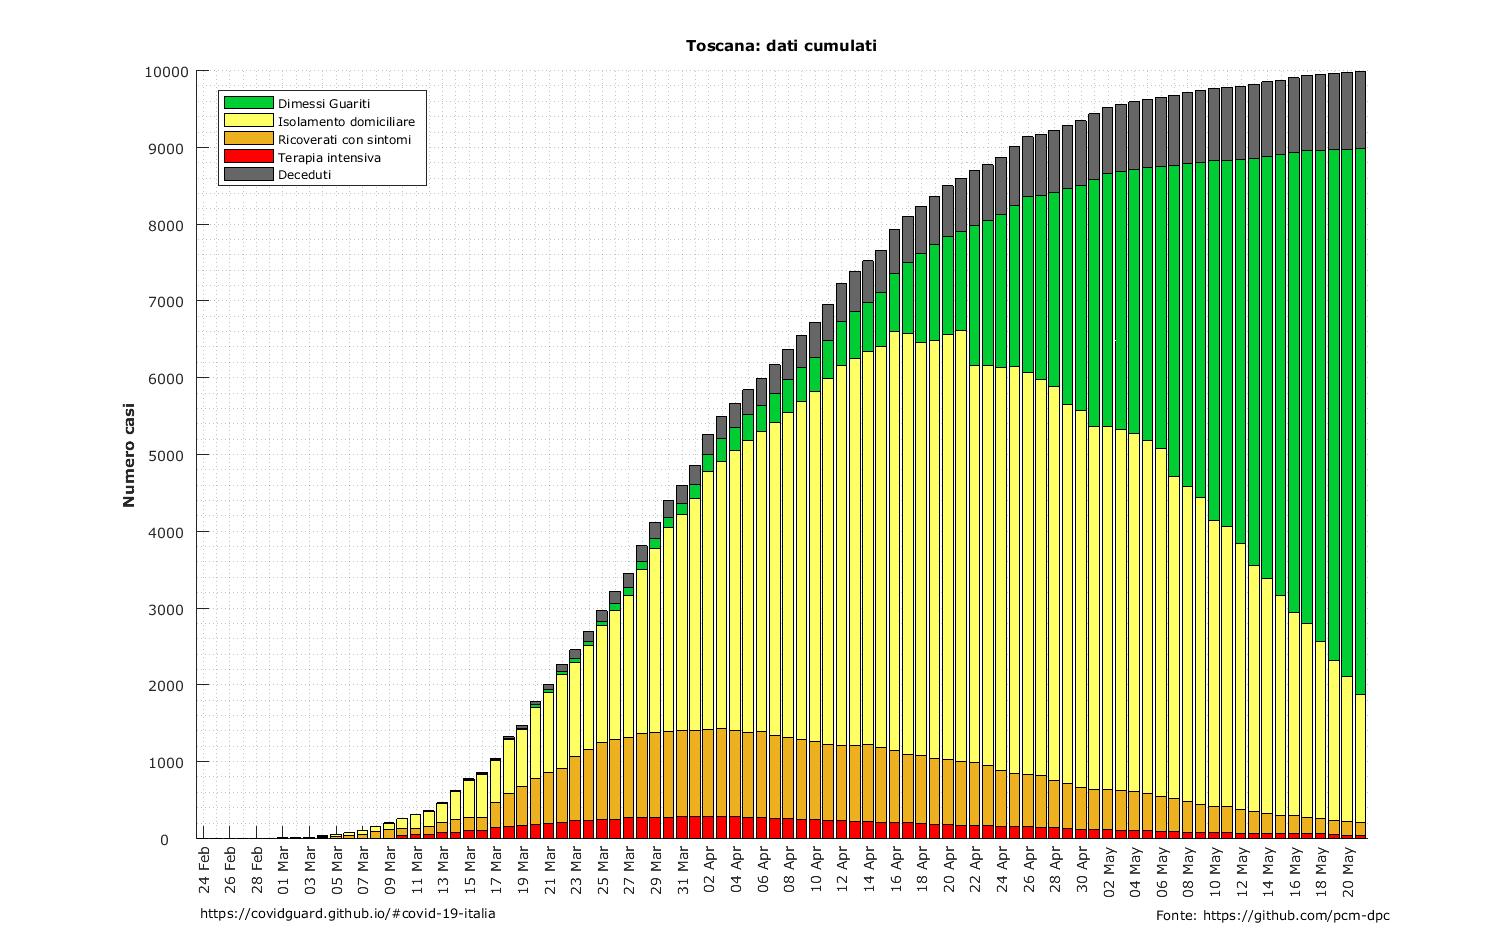 Toscana: dati cumulati
10000
9000
8000
7000
6000
5000
4000
3000
2000
1000
0
Numero casi
Dimessi Guariti
Isolamento domiciliare
Ricoverati con sintomi
Terapia intensiva
Deceduti
24 Feb
26 Feb
28 Feb
01 Mar
03 Mar
05 Mar
07 Mar
09 Mar
11 Mar
13 Mar
15 Mar
17 Mar
19 Mar
21 Mar
23 Mar
25 Mar
27 Mar
29 Mar
31 Mar
02 Apr
04 Apr
06 Apr
08 Apr
10 Apr
12 Apr
14 Apr
16 Apr
18 Apr
20 Apr
22 Apr
24 Apr
26 Apr
28 Apr
30 Apr
02 May
04 May
06 May
08 May
10 May
12 May
14 May
16 May
18 May
20 May
https://covidguard.github.io/#covid-19-italia
Fonte: https://github.com/pcm-dpc